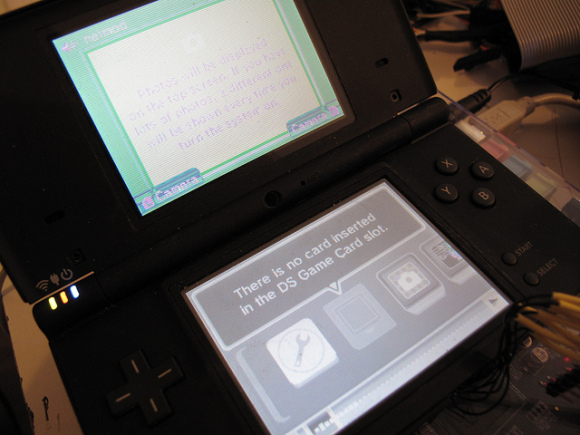 Photos will be displayed
on the top screen. If you have
lots of photos, a different one
will be shown every time you
turn the system on.
Camera
Camera
There is no card inserted
in the DS Game Card slot.
X
A
Y
B
START
SELECT